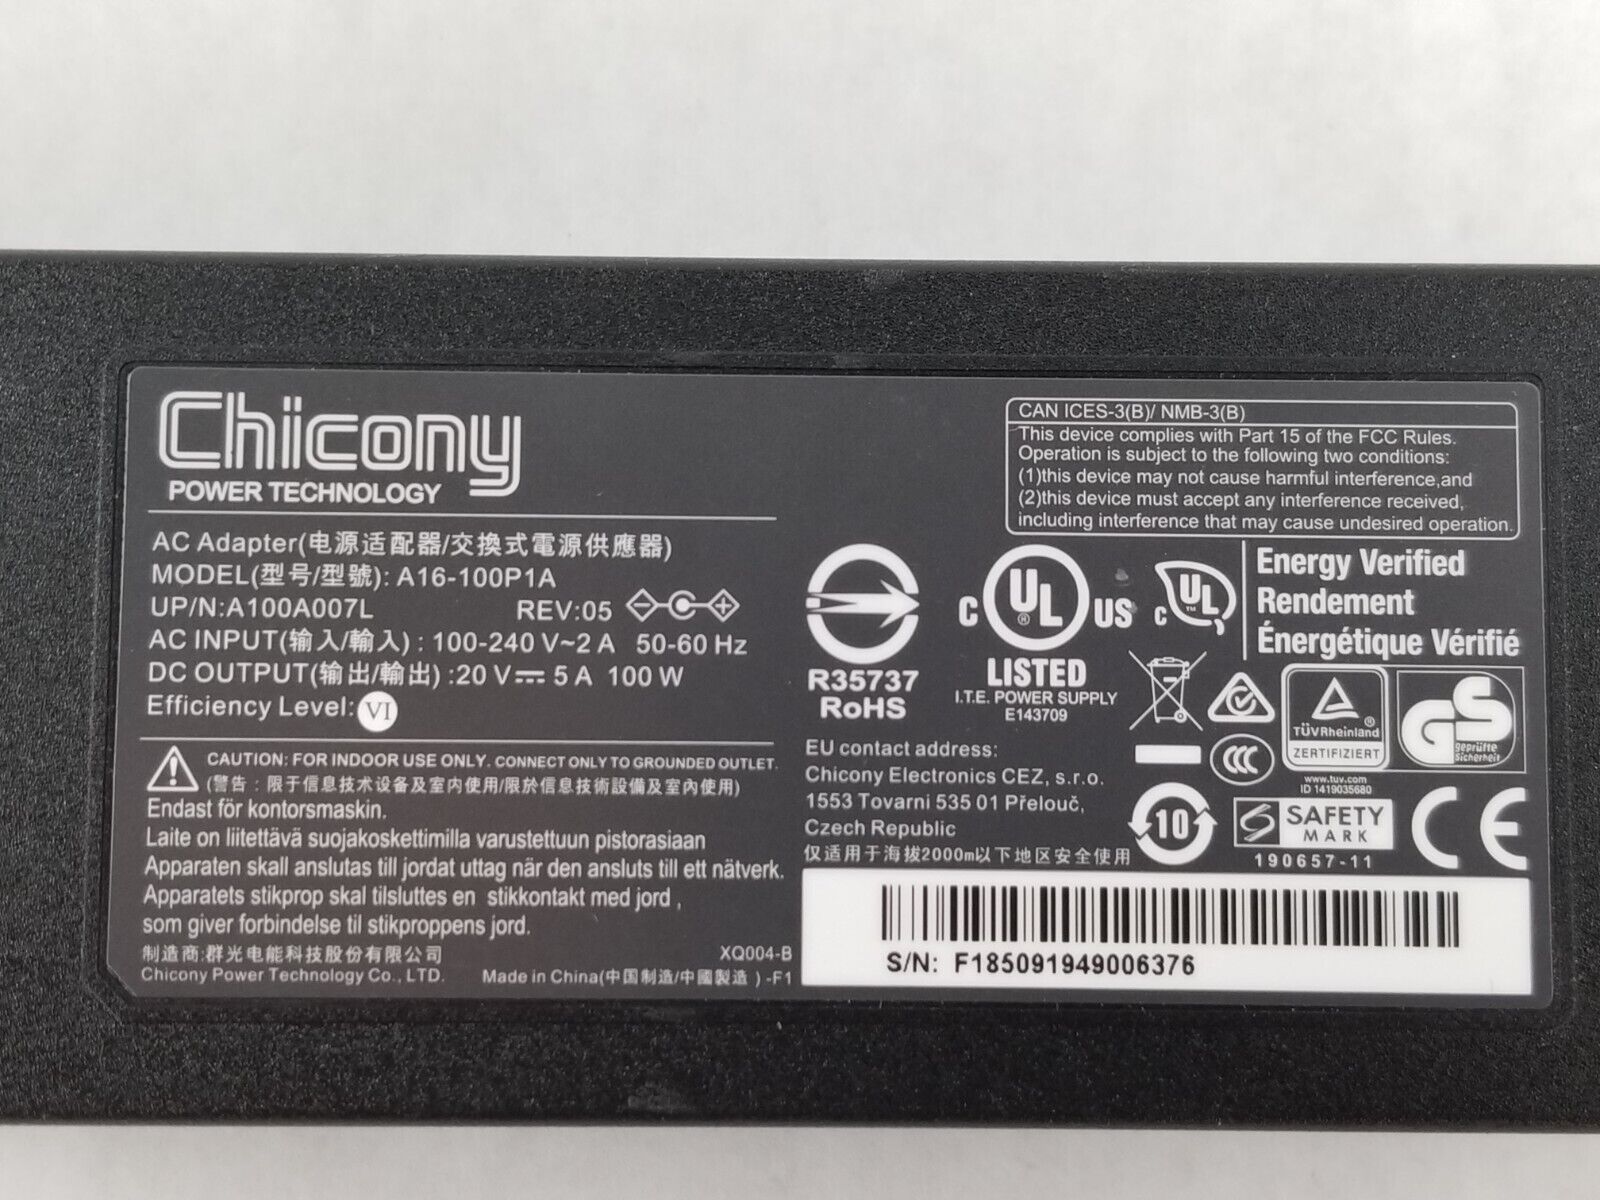 Chicony
POWER TECHNOLOGY
AC Adapter(电源适配器/交換式電源供應器)
MODEL(型号/型號): A16-100P1A
UP/N:A100A007L REV:05
AC INPUT(输入/輸入) : 100-240 V~2 A 50-60 Hz
DC OUTPUT(输出/輸出) :20 V⎓ 5 A 100 W
Efficiency Level: VI
CAUTION: FOR INDOOR USE ONLY. CONNECT ONLY TO GROUNDED OUTLET.
(警告 : 限于信息技术设备及室内使用/限於信息技術設備及室內使用)
Endast för kontorsmaskin.
Laite on liitettävä suojakoskettimilla varustettuun pistorasiaan
Apparaten skall anslutas till jordat uttag när den ansluts till ett nätverk.
Apparatets stikprop skal tilsluttes en stikkontakt med jord ,
som giver forbindelse til stikproppens jord.
制造商:群光电能科技股份有限公司 XQ004-B
Chicony Power Technology Co., LTD. Made in China(中国制造/中國製造 ) -F1
CAN ICES-3(B)/ NMB-3(B)
This device complies with Part 15 of the FCC Rules.
Operation is subject to the following two conditions:
(1)this device may not cause harmful interference,and
(2)this device must accept any interference received,
including interference that may cause undesired operation.
R35737
RoHS
C UL ® US
LISTED
I.T.E. POWER SUPPLY
E143709
C UL ™
Energy Verified
Rendement
Énergétique Vérifié
TÜVRheinland ®
ZERTIFIZIERT
GS
geprüfte
Sicherheit
www.tuv.com
ID 1419035680
CCC
EU contact address:
Chicony Electronics CEZ, s.r.o.
1553 Tovarni 535 01 Přelouč,
Czech Republic
仅适用于海拔2000m以下地区安全使用
10
SAFETY
MARK
190657-11
CE
S/N: F185091949006376